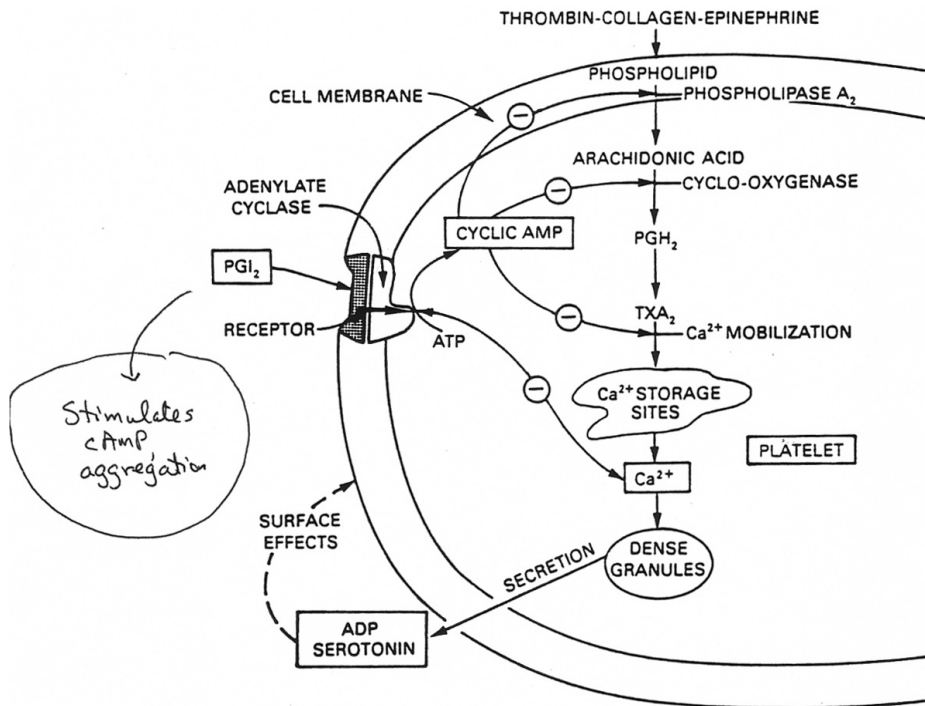 THROMBIN-COLLAGEN-EPINEPHRINE
PHOSPHOLIPID
CELL MEMBRANE
PHOSPHOLIPASE A₂
ARACHIDONIC ACID
ADENYLATE
CYCLASE
CYCLO-OXYGENASE
CYCLIC AMP
PGH₂
PGI₂
RECEPTOR
ATP
TXA₂
Ca²⁺ MOBILIZATION
Ca²⁺ STORAGE
SITES
Stimulates
cAMP
aggregation
PLATELET
Ca²⁺
SURFACE
EFFECTS
DENSE
GRANULES
SECRETION
ADP
SEROTONIN